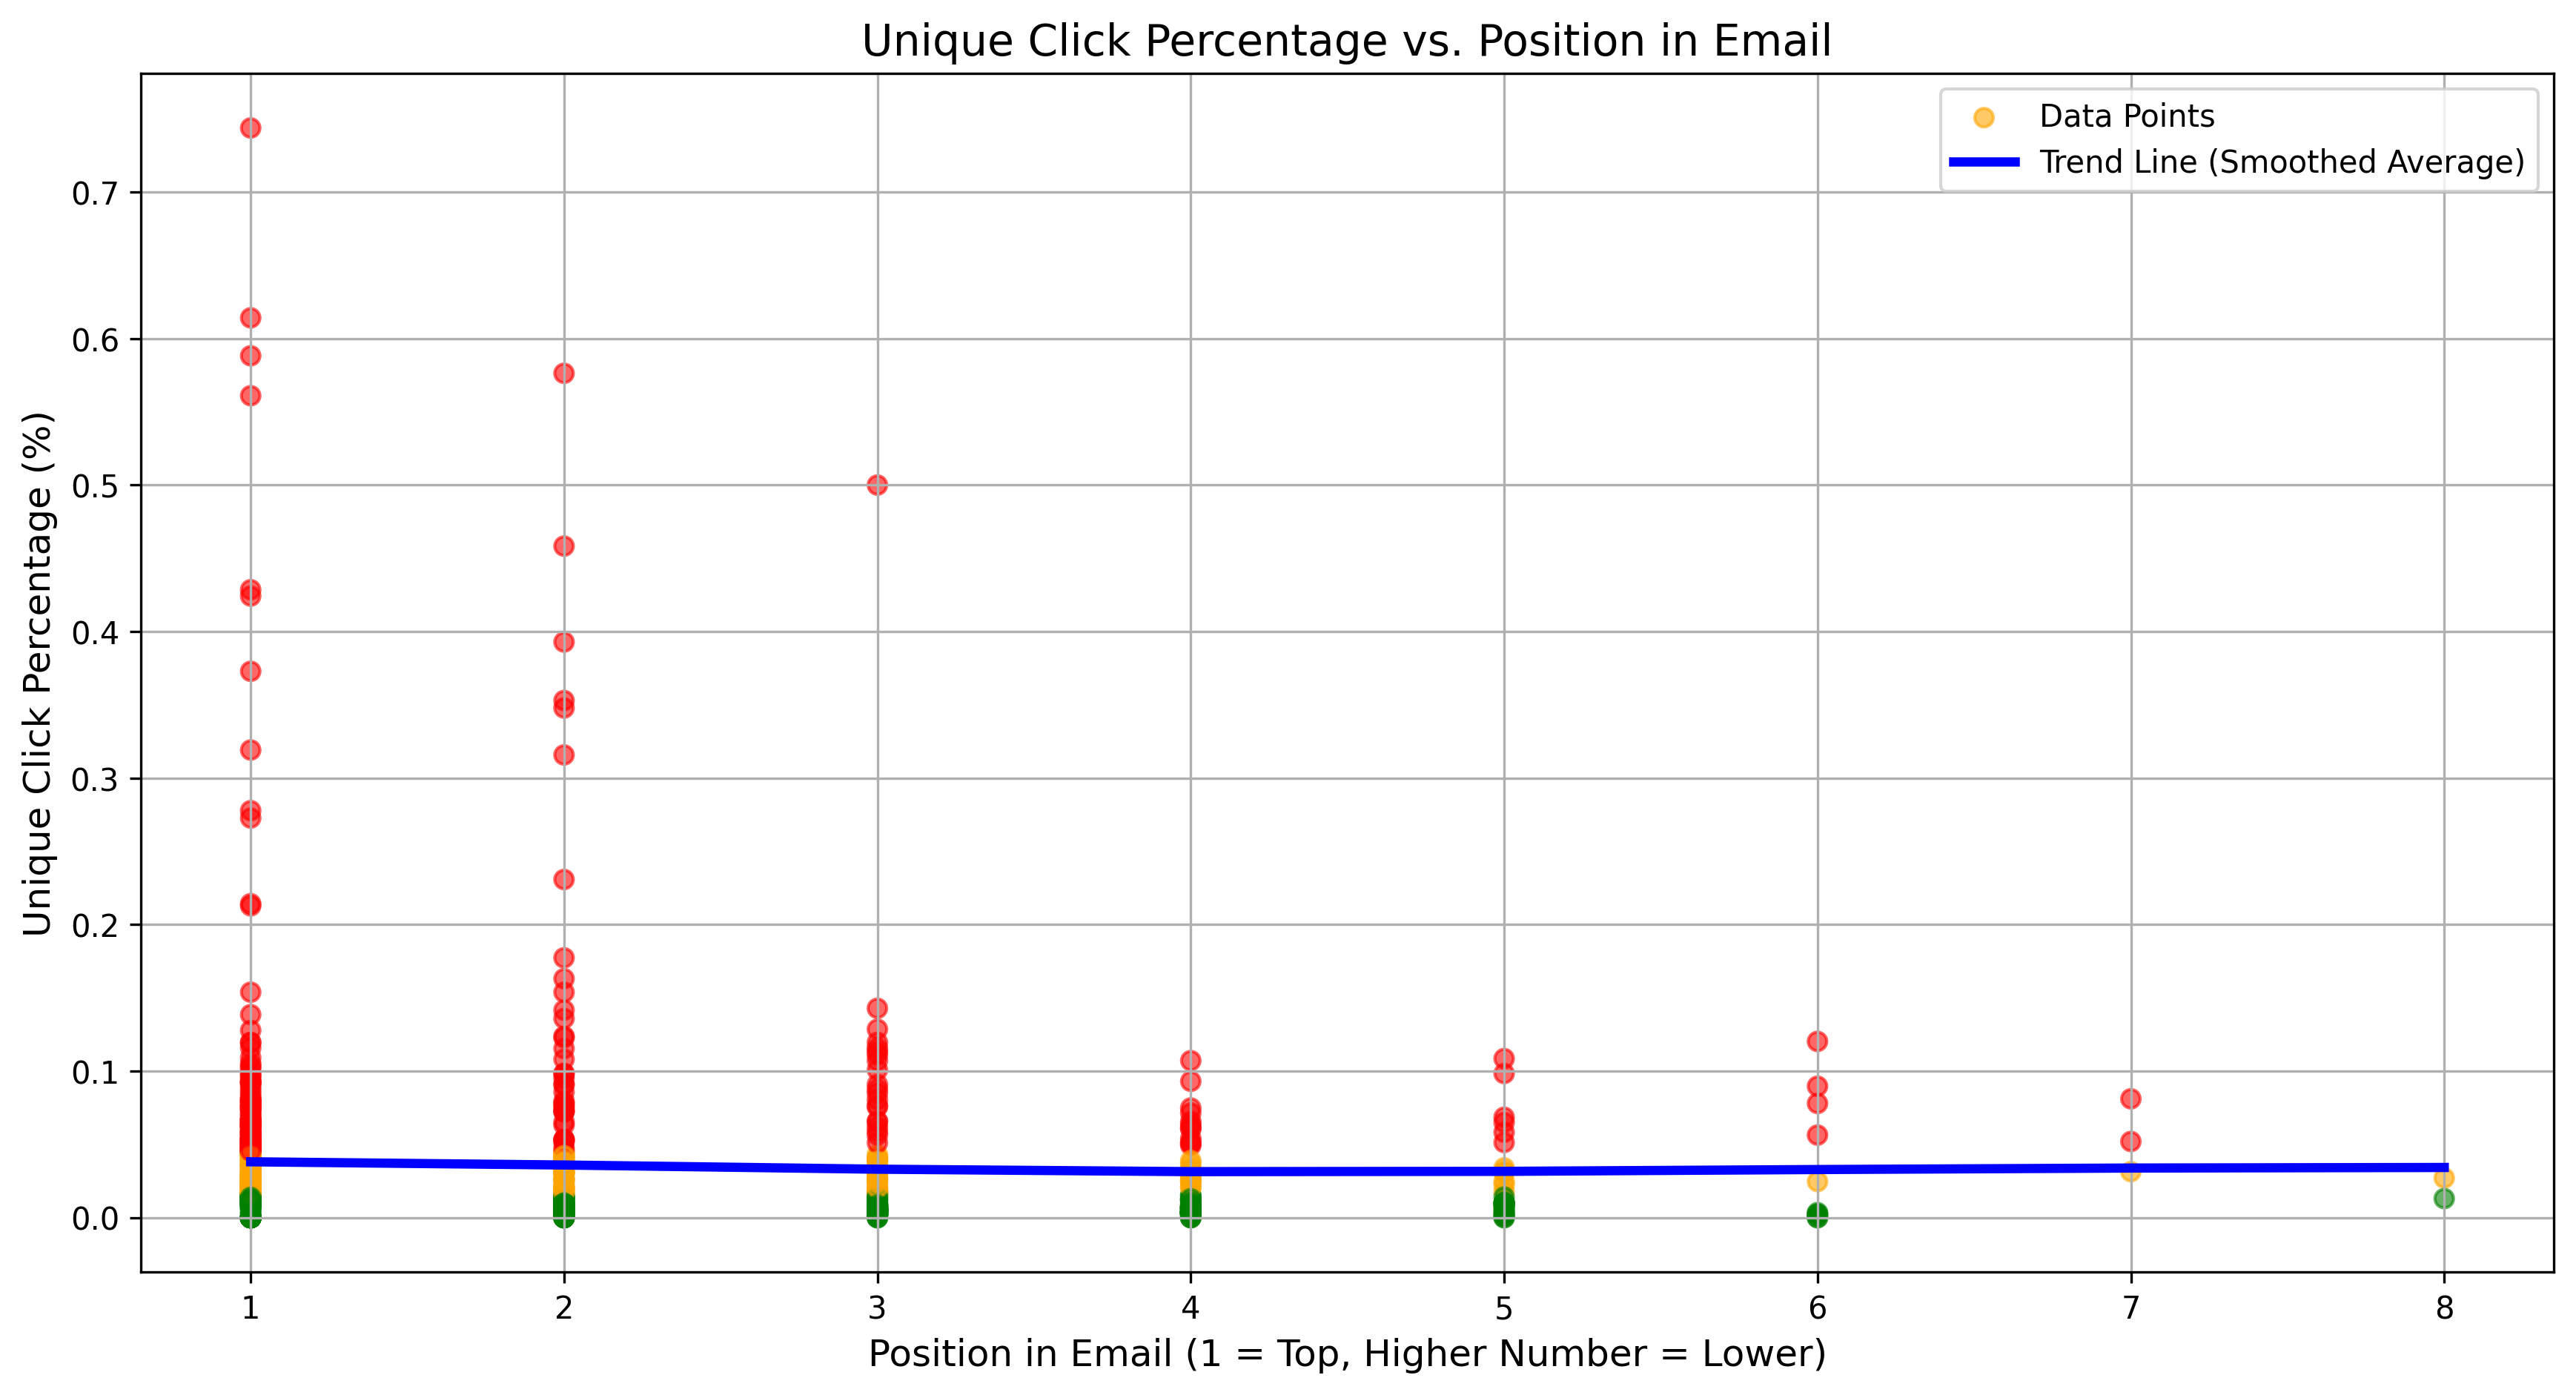 Unique Click Percentage vs. Position in Email
Data Points
Trend Line (Smoothed Average)
Unique Click Percentage (%)
0.7
0.6
0.5
0.4
0.3
0.2
0.1
0.0
1 2 3 4 5 6 7 8
Position in Email (1 = Top, Higher Number = Lower)